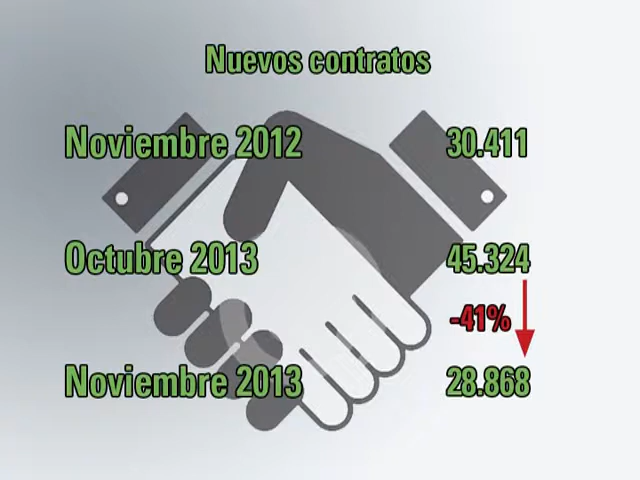 Nuevos contratos
Noviembre 2012 30.411
Octubre 2013 45.324
-41%
Noviembre 2013 28.868